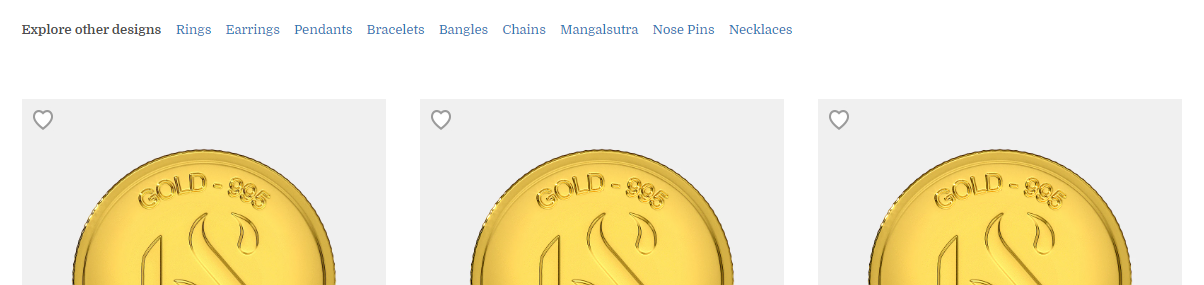 Explore other designs Rings Earrings Pendants Bracelets Bangles Chains Mangalsutra Nose Pins Necklaces
GOLD - 995
GOLD - 995
GOLD - 995